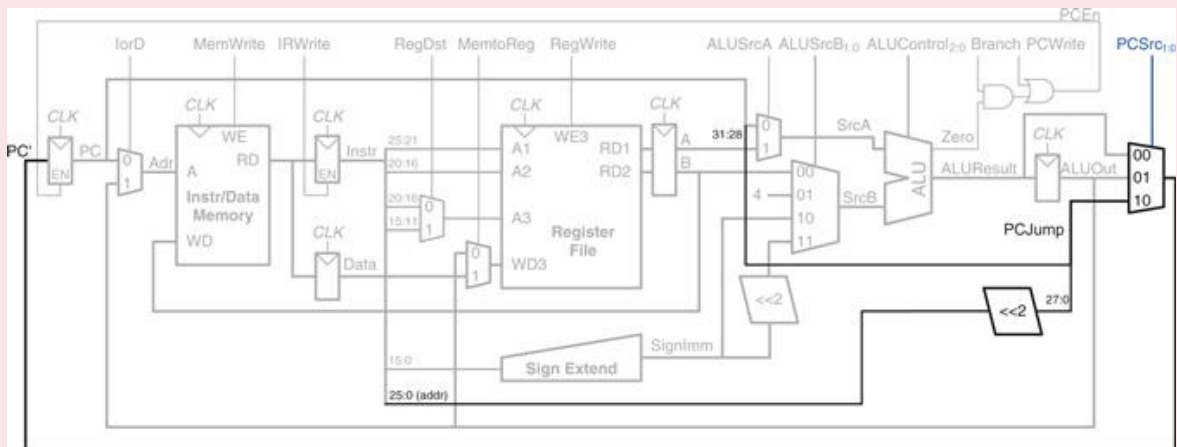 PCEn
IorD MemWrite IRWrite RegDst MemtoReg RegWrite ALUSrcA ALUSrcB1:0 ALUControl2:0 Branch PCWrite PCSrc1:0
CLK CLK CLK CLK CLK
PC' PC EN
0 1 Adr
WE A RD Instr/Data Memory WD
EN Instr
25:21
20:16
20:16
15:11
0 1
A1 WE3 RD1
A2 RD2
A3 Register File
WD3
A
B
31:28
0 1
SrcA
00 01 10 11
4
SrcB
ALU
Zero
ALUResult
CLK
ALUOut
00
01
10
PCJump
CLK
Data
0 1
<<2
<<2
27:0
SignImm
15:0
Sign Extend
25:0 (addr)